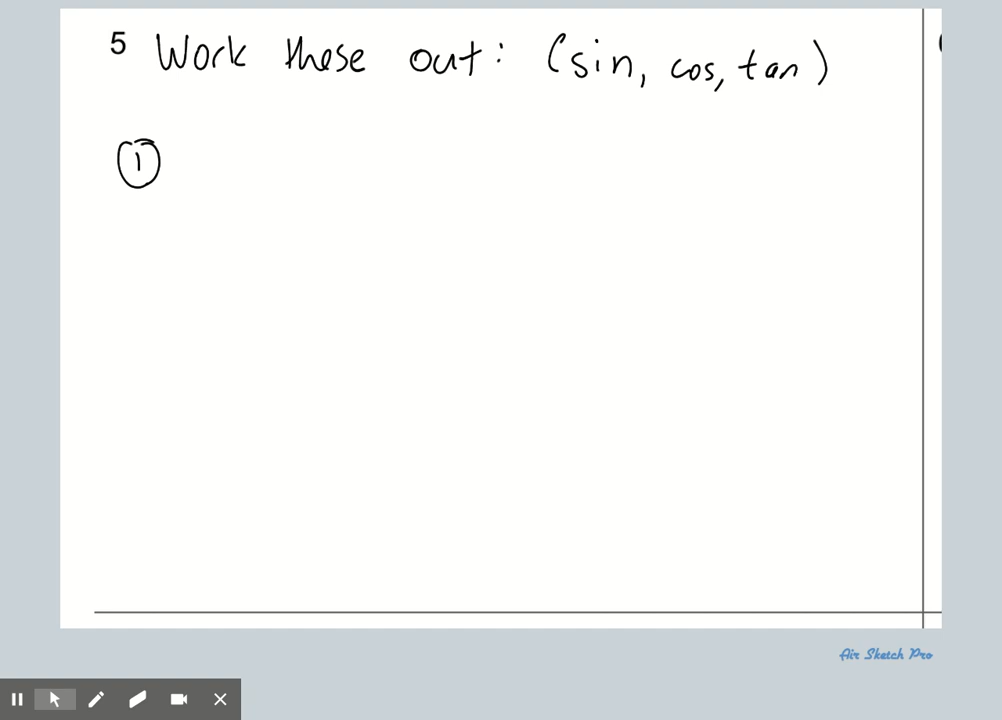 5 Work these out: (sin, cos, tan)
①
Air Sketch Pro